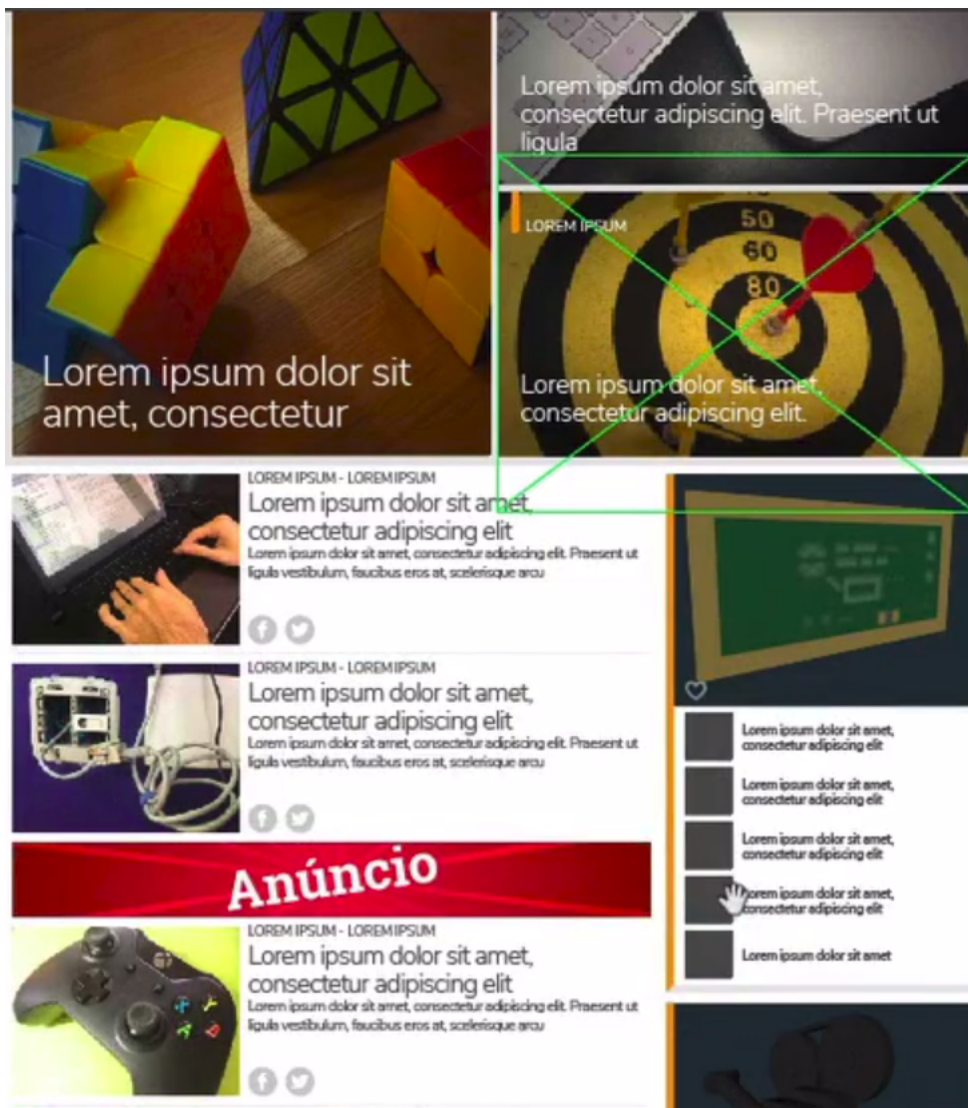 Lorem ipsum dolor sit amet,
consectetur adipiscing elit. Praesent ut
ligula
LOREM IPSUM
50
60
80
Lorem ipsum dolor sit amet,
consectetur adipiscing elit.
Lorem ipsum dolor sit
amet, consectetur
LOREM IPSUM - LOREM IPSUM
Lorem ipsum dolor sit amet,
consectetur adipiscing elit
Lorem ipsum dolor sit amet, consectetur adipiscing elit. Praesent ut
ligula vestibulum, faucibus eros at, scelerisque arcu
LOREM IPSUM - LOREM IPSUM
Lorem ipsum dolor sit amet,
consectetur adipiscing elit
Lorem ipsum dolor sit amet, consectetur adipiscing elit. Praesent ut
ligula vestibulum, faucibus eros at, scelerisque arcu
Anúncio
LOREM IPSUM - LOREM IPSUM
Lorem ipsum dolor sit amet,
consectetur adipiscing elit
Lorem ipsum dolor sit amet, consectetur adipiscing elit. Praesent ut
ligula vestibulum, faucibus eros at, scelerisque arcu
X
Y
A
B
Lorem ipsum dolor sit amet,
consectetur adipiscing elit
Lorem ipsum dolor sit amet,
consectetur adipiscing elit
Lorem ipsum dolor sit amet,
consectetur adipiscing elit
Lorem ipsum dolor sit amet,
consectetur adipiscing elit
Lorem ipsum dolor sit amet